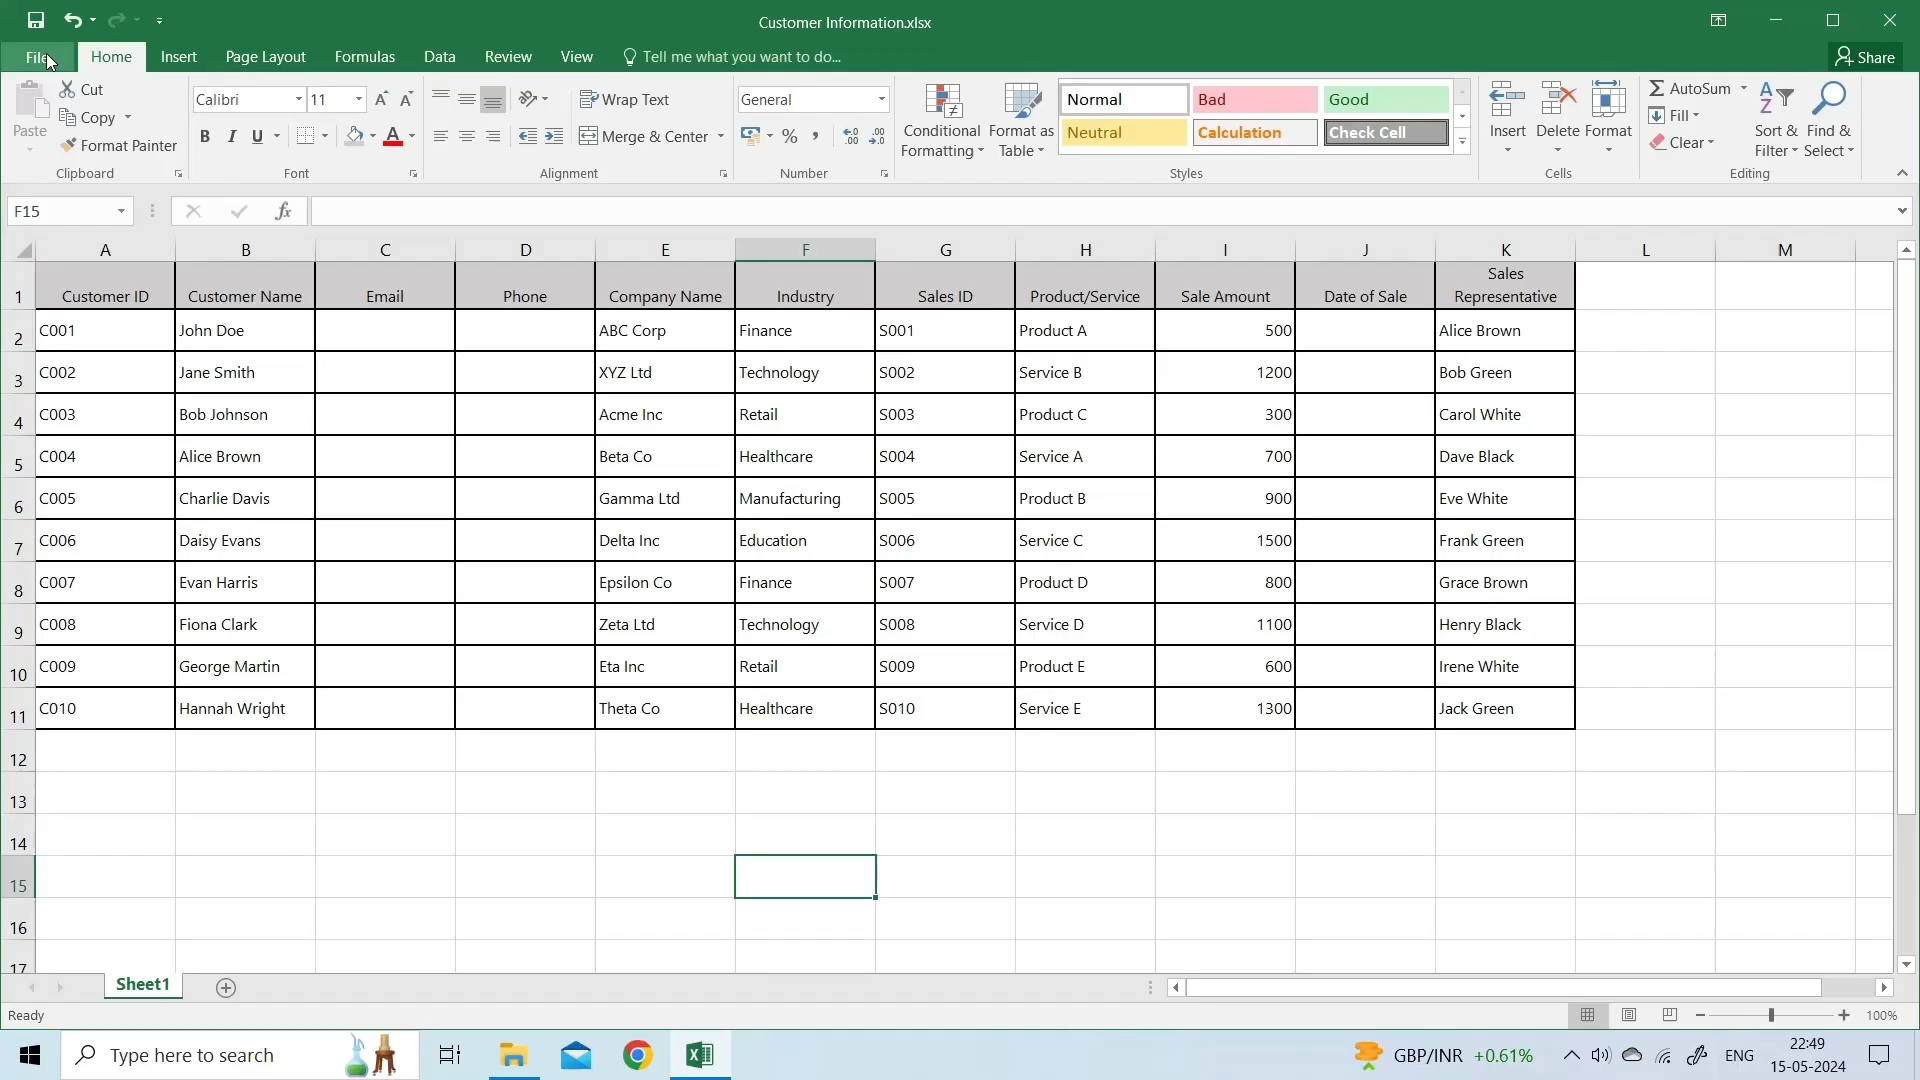 Customer Information.xlsx
File Home Insert Page Layout Formulas Data Review View Tell me what you want to do... Share
Paste Cut Copy Format Painter
Clipboard
Calibri 11
B I U A
Font
Wrap Text
Merge & Center
Alignment
General
% ,
Number
Conditional Formatting
Format as Table
Normal Bad Good
Neutral Calculation Check Cell
Styles
Insert Delete Format
Cells
AutoSum
Fill
Clear
Sort & Filter
Find & Select
Editing
F15 fx
A B C D E F G H I J K L M
1 Customer ID Customer Name Email Phone Company Name Industry Sales ID Product/Service Sale Amount Date of Sale Sales Representative
2 C001 John Doe ABC Corp Finance S001 Product A 500 Alice Brown
3 C002 Jane Smith XYZ Ltd Technology S002 Service B 1200 Bob Green
4 C003 Bob Johnson Acme Inc Retail S003 Product C 300 Carol White
5 C004 Alice Brown Beta Co Healthcare S004 Service A 700 Dave Black
6 C005 Charlie Davis Gamma Ltd Manufacturing S005 Product B 900 Eve White
7 C006 Daisy Evans Delta Inc Education S006 Service C 1500 Frank Green
8 C007 Evan Harris Epsilon Co Finance S007 Product D 800 Grace Brown
9 C008 Fiona Clark Zeta Ltd Technology S008 Service D 1100 Henry Black
10 C009 George Martin Eta Inc Retail S009 Product E 600 Irene White
11 C010 Hannah Wright Theta Co Healthcare S010 Service E 1300 Jack Green
12
13
14
15
16
17
Sheet1
Ready 100%
Type here to search GBP/INR +0.61% ENG 22:49
15-05-2024